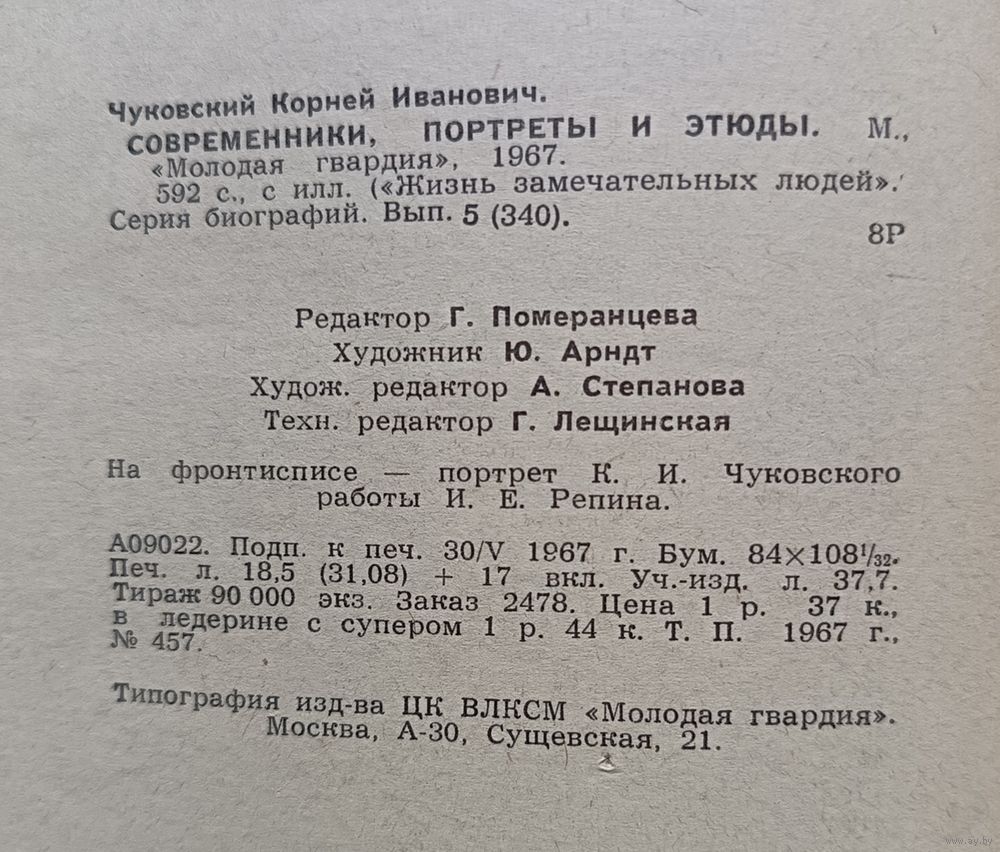 Чуковский Корней Иванович.
СОВРЕМЕННИКИ, ПОРТРЕТЫ И ЭТЮДЫ. М.,
«Молодая гвардия», 1967.
592 с., с илл. («Жизнь замечательных людей».
Серия биографий. Вып. 5 (340).
8Р
Редактор Г. Померанцева
Художник Ю. Арндт
Худож. редактор А. Степанова
Техн. редактор Г. Лещинская
На фронтисписе — портрет К. И. Чуковского
работы И. Е. Репина.
А09022. Подп. к печ. 30/V 1967 г. Бум. 84×108¹/₃₂.
Печ. л. 18,5 (31,08) + 17 вкл. Уч.-изд. л. 37,7.
Тираж 90 000 экз. Заказ 2478. Цена 1 р. 37 к.,
в ледерине с супером 1 р. 44 к. Т. П. 1967 г.,
№ 457.
Типография изд-ва ЦК ВЛКСМ «Молодая гвардия».
Москва, А-30, Сущевская, 21.
www.ay.by